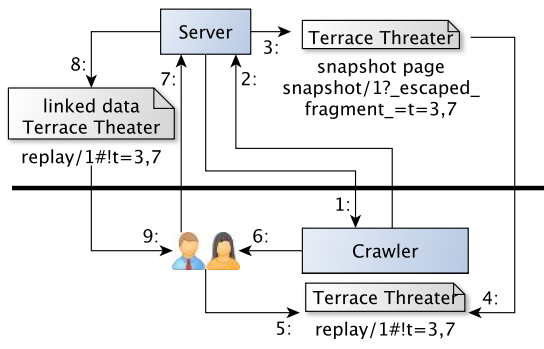 Server
3:
Terrace Threater
8:
7:
2:
snapshot page
snapshot/1?_escaped_
fragment_=t=3,7
linked data
Terrace Theater
replay/1#!t=3,7
1:
9:
6:
Crawler
Terrace Threater
4:
5:
replay/1#!t=3,7